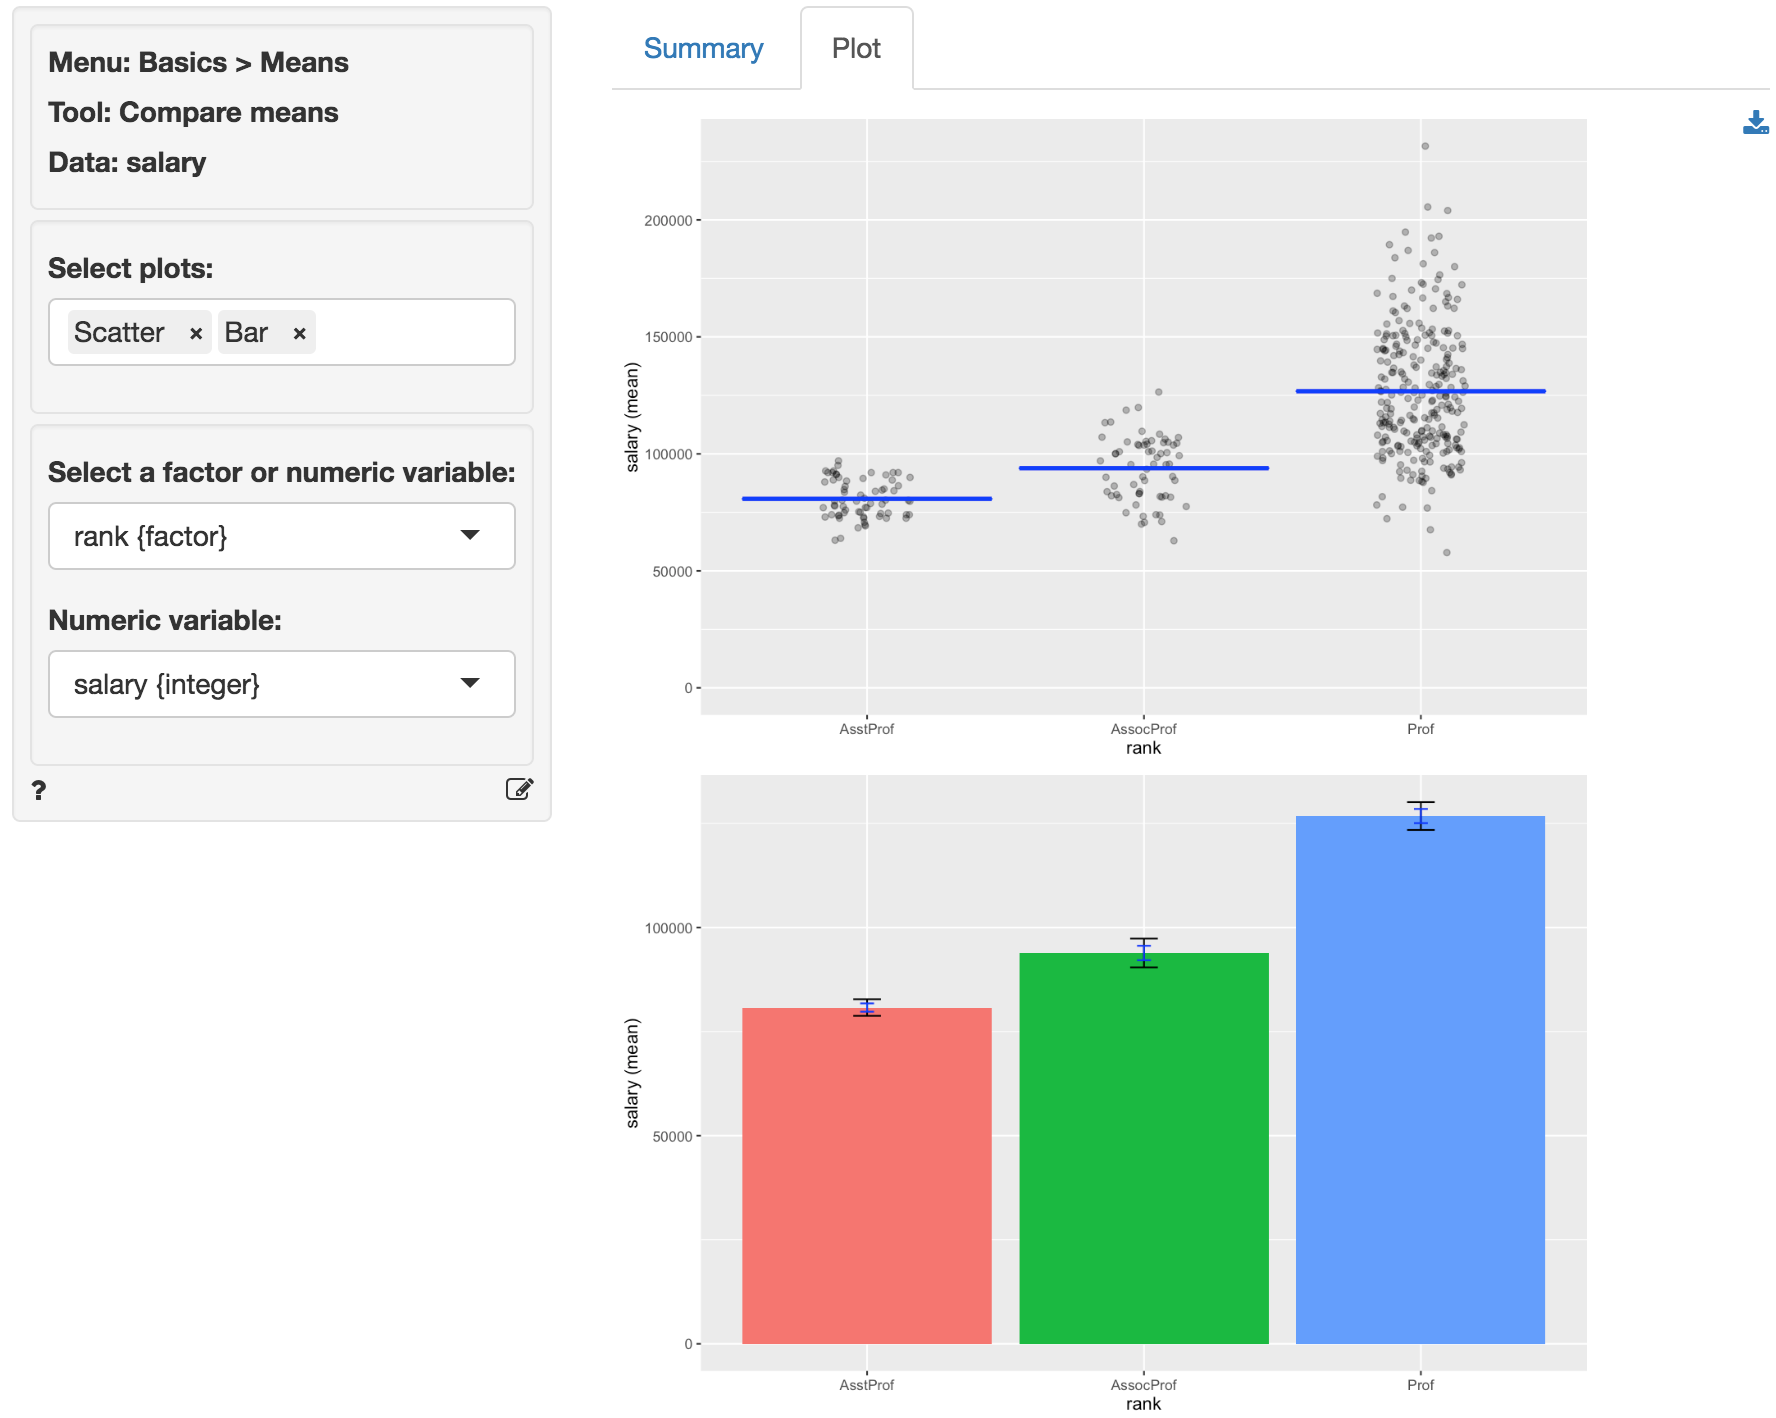 Menu: Basics > Means
Tool: Compare means
Data: salary
Select plots:
Scatter × Bar ×
Select a factor or numeric variable:
rank {factor}
Numeric variable:
salary {integer}
?
Summary Plot
200000
150000
100000
50000
0
salary (mean)
AsstProf AssocProf Prof
rank
100000
50000
0
salary (mean)
AsstProf AssocProf Prof
rank